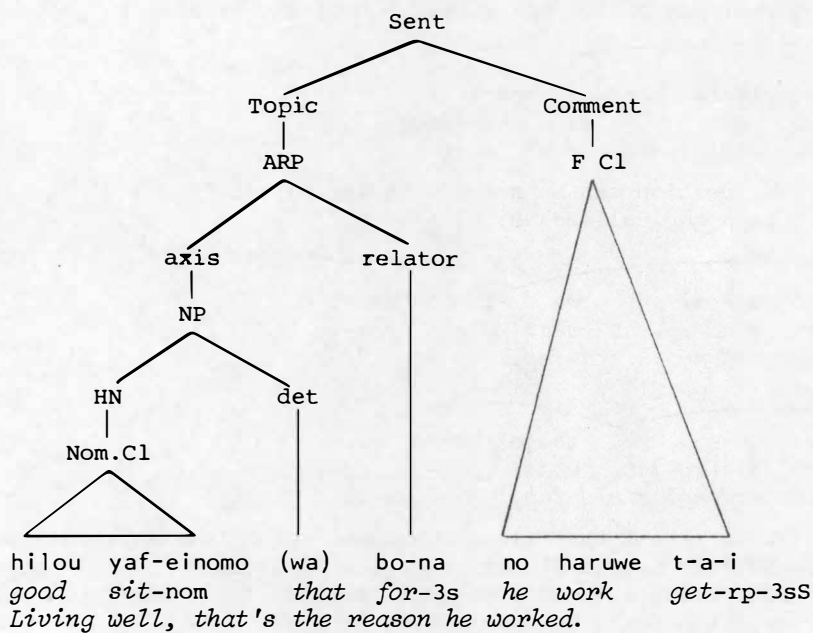 Sent
Topic Comment
ARP F Cl
axis relator
NP
HN det
Nom.Cl
hilou yaf-einomo (wa) bo-na no haruwe t-a-i
good sit-nom that for-3s he work get-rp-3sS
Living well, that's the reason he worked.